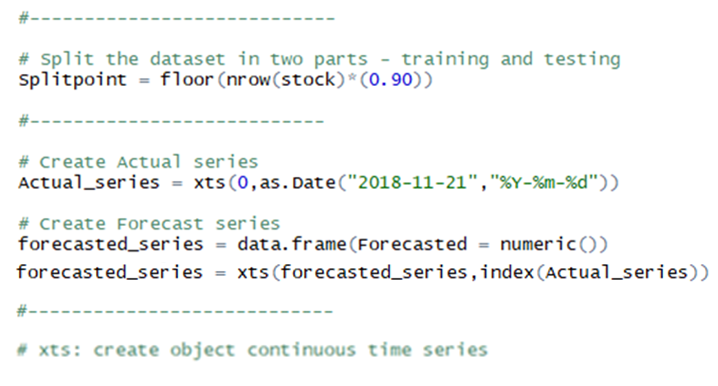 #-----------------------------
# Split the dataset in two parts - training and testing
Splitpoint = floor(nrow(stock)*(0.90))
#---------------------------
# Create Actual series
Actual_series = xts(0,as.Date("2018-11-21","%Y-%m-%d"))
# Create Forecast series
forecasted_series = data.frame(Forecasted = numeric())
forecasted_series = xts(forecasted_series,index(Actual_series))
#----------------------------
# xts: create object continuous time series